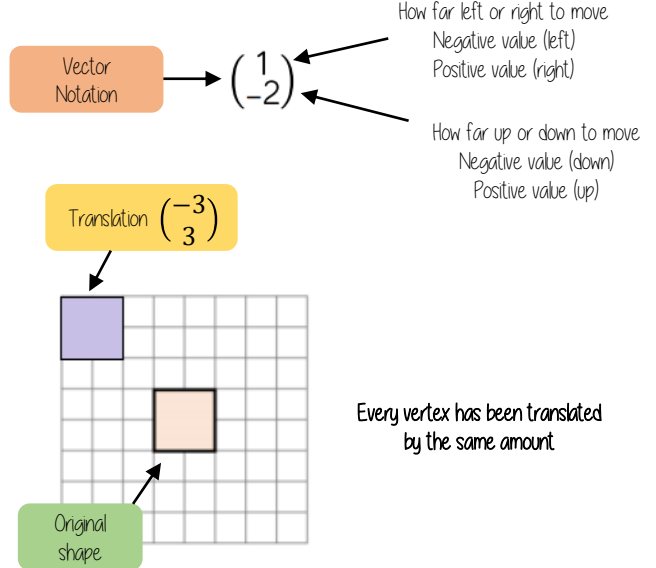 How far left or right to move
Negative value (left)
Positive value (right)
Vector
Notation
(1
-2)
How far up or down to move
Negative value (down)
Positive value (up)
Translation (-3
3)
Every vertex has been translated
by the same amount
Original
shape